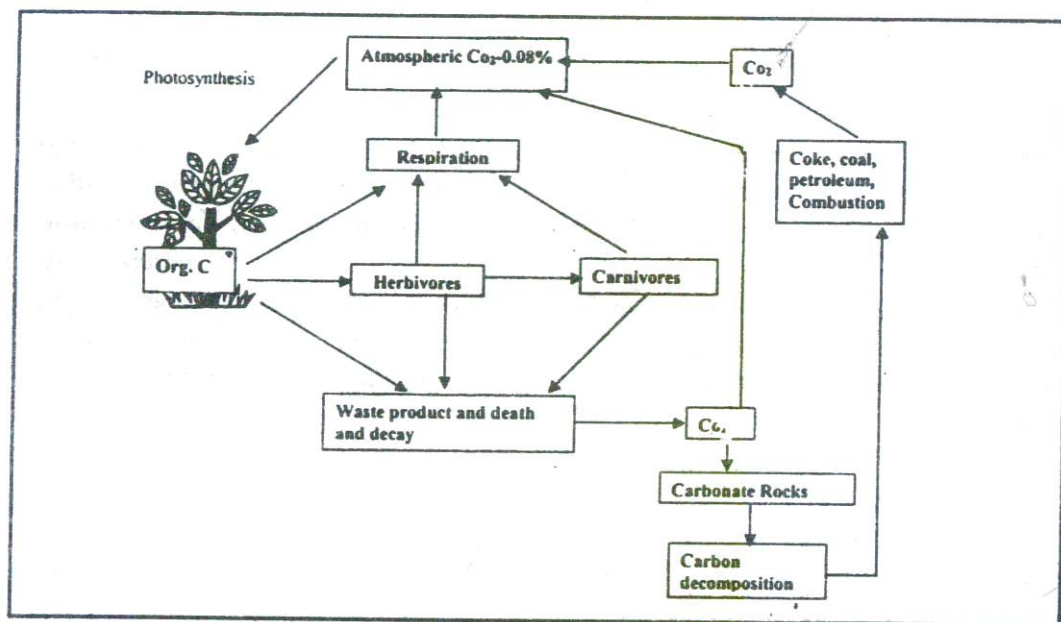 Atmospheric Co₂-0.08%
Co₂
Photosynthesis
Respiration
Coke, coal,
petroleum,
Combustion
Org. C
Herbivores
Carnivores
Waste product and death
and decay
Carbonate Rocks
Carbon
decomposition